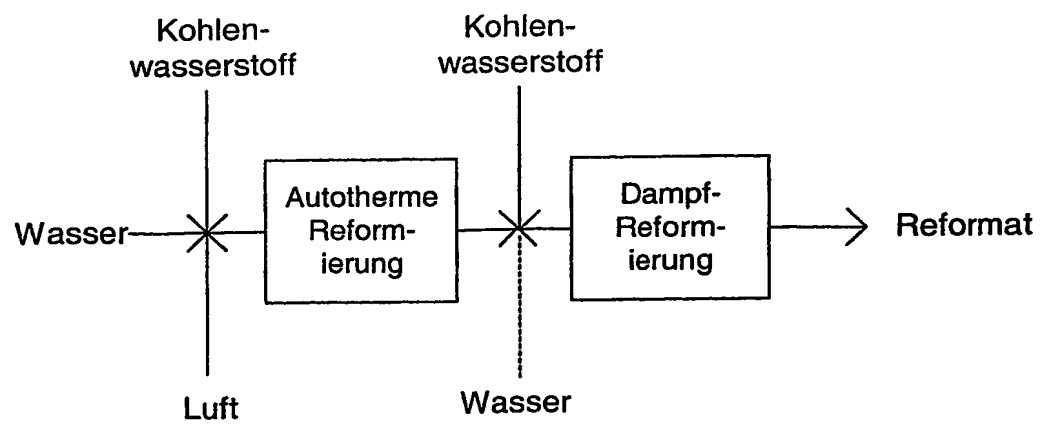 Kohlen-
wasserstoff
Kohlen-
wasserstoff
Wasser
Autotherme
Reform-
ierung
Dampf-
Reform-
ierung
Reformat
Luft
Wasser